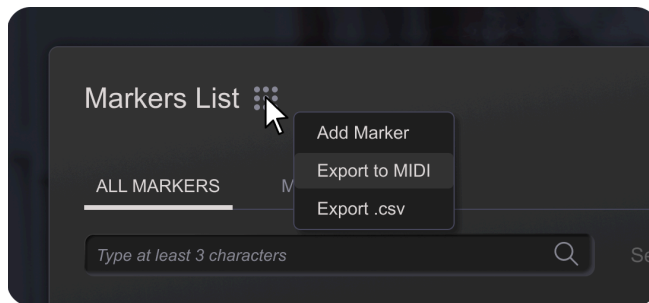 Markers List
Add Marker
Export to MIDI
Export .csv
ALL MARKERS
Type at least 3 characters